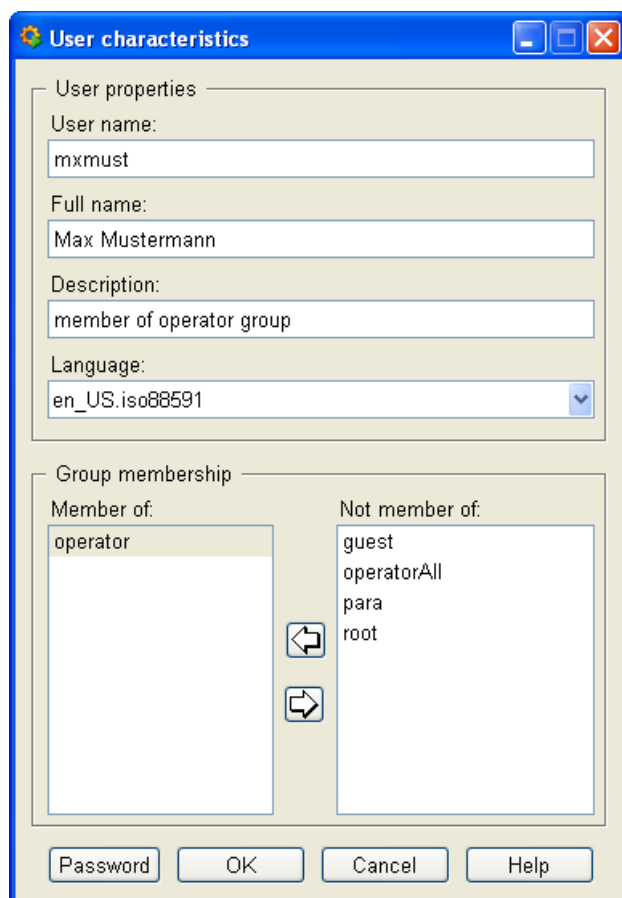 User characteristics
User properties
User name:
mxmust
Full name:
Max Mustermann
Description:
member of operator group
Language:
en_US.iso88591
Group membership
Member of:
operator
Not member of:
guest
operatorAll
para
root
Password OK Cancel Help